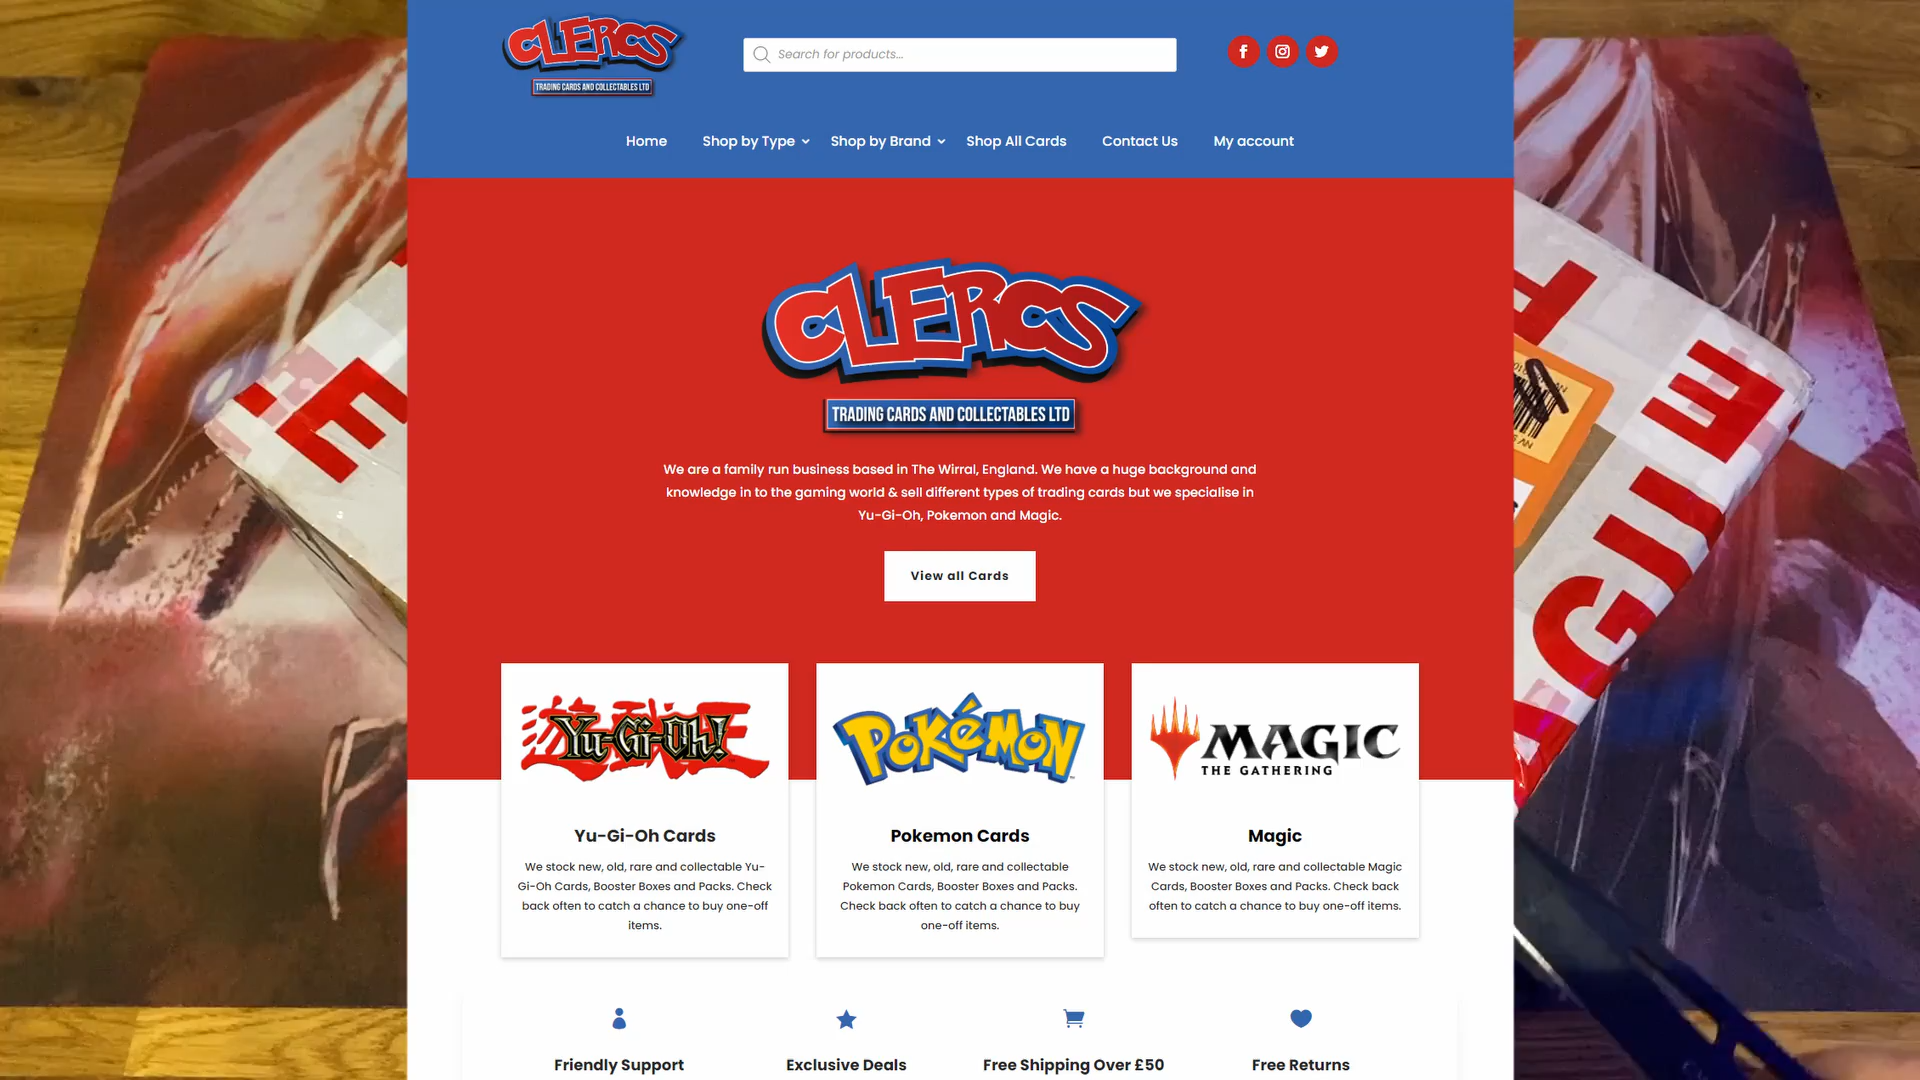 CLERCS
TRADING CARDS AND COLLECTABLES LTD
Search for products...
Home
Shop by Type
Shop by Brand
Shop All Cards
Contact Us
My account
CLERCS
TRADING CARDS AND COLLECTABLES LTD
We are a family run business based in The Wirral, England. We have a huge background and
knowledge in to the gaming world & sell different types of trading cards but we specialise in
Yu-Gi-Oh, Pokemon and Magic.
View all Cards
遊戯王
Yu-Gi-Oh!
Yu-Gi-Oh Cards
We stock new, old, rare and collectable Yu-
Gi-Oh Cards, Booster Boxes and Packs. Check
back often to catch a chance to buy one-off
items.
POKéMON
Pokemon Cards
We stock new, old, rare and collectable
Pokemon Cards, Booster Boxes and Packs.
Check back often to catch a chance to buy
one-off items.
MAGIC
THE GATHERING
Magic
We stock new, old, rare and collectable Magic
Cards, Booster Boxes and Packs. Check back
often to catch a chance to buy one-off items.
Friendly Support
Exclusive Deals
Free Shipping Over £50
Free Returns